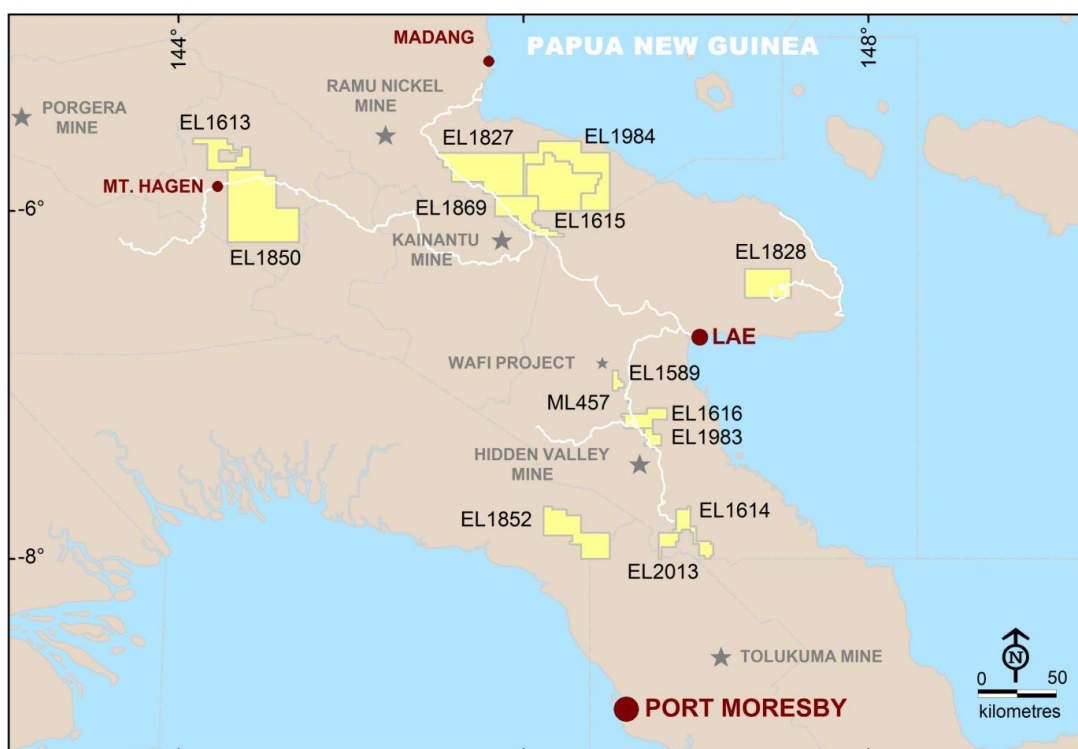 144°
148°
MADANG
PAPUA NEW GUINEA
RAMU NICKEL
MINE
PORGERA
MINE
EL1613
EL1827
EL1984
MT. HAGEN
-6°
EL1869
EL1615
KAINANTU
MINE
EL1850
EL1828
LAE
WAFI PROJECT
EL1589
ML457
EL1616
EL1983
HIDDEN VALLEY
MINE
EL1852
EL1614
-8°
EL2013
TOLUKUMA MINE
N
0 50
kilometres
PORT MORESBY